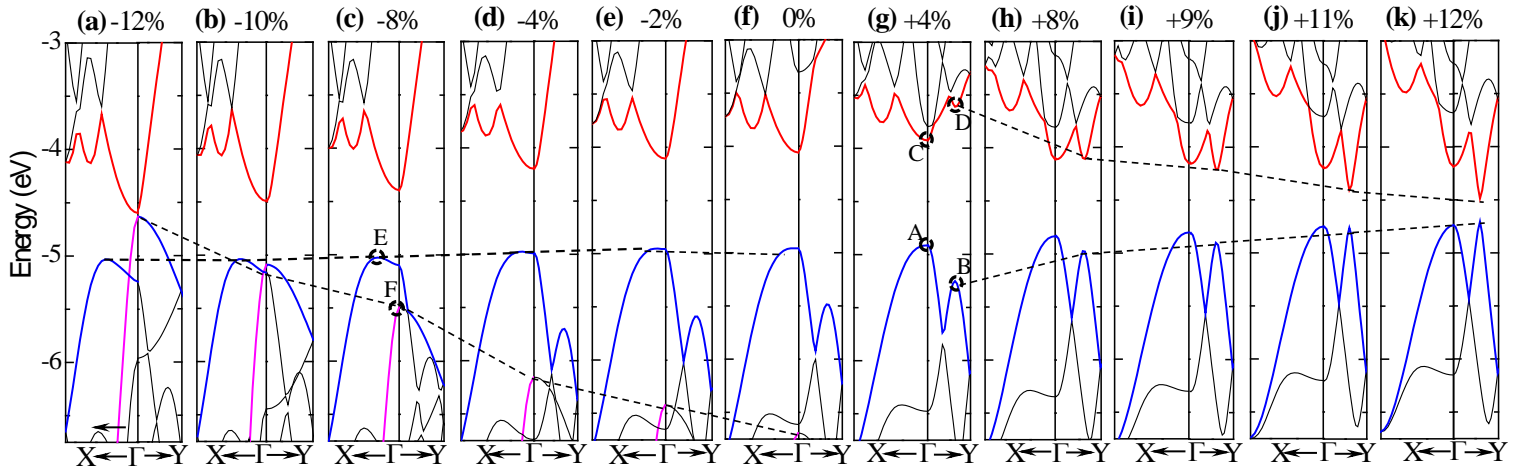 (a) -12% (b) -10% (c) -8% (d) -4% (e) -2% (f) 0% (g) +4% (h) +8% (i) +9% (j) +11% (k) +12%
-3
-4
-5
-6
Energy (eV)
E
F
A
B
C
D
X ← Γ → Y X ← Γ → Y X ← Γ → Y X ← Γ → Y X ← Γ → Y X ← Γ → Y X ← Γ → Y X ← Γ → Y X ← Γ → Y X ← Γ → Y X ← Γ → Y